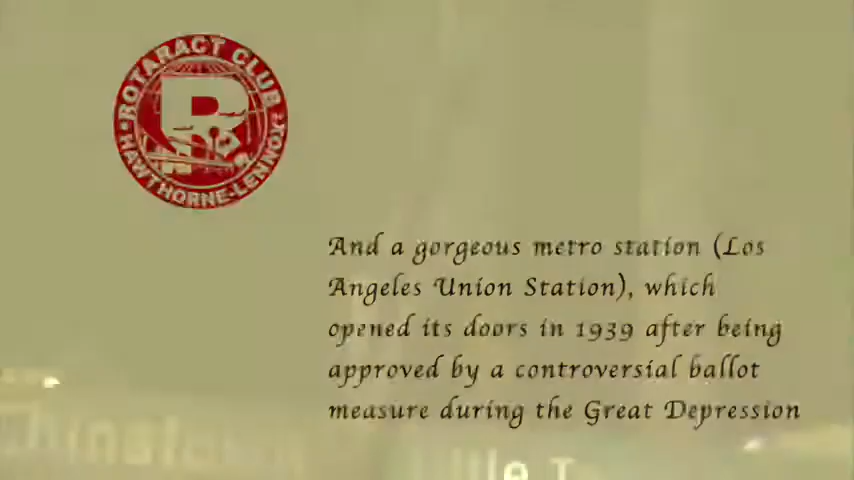 ROTARACT CLUB
R
HAWTHORNE-LENNOX
And a gorgeous metro station (Los
Angeles Union Station), which
opened its doors in 1939 after being
approved by a controversial ballot
measure during the Great Depression
Chinatown